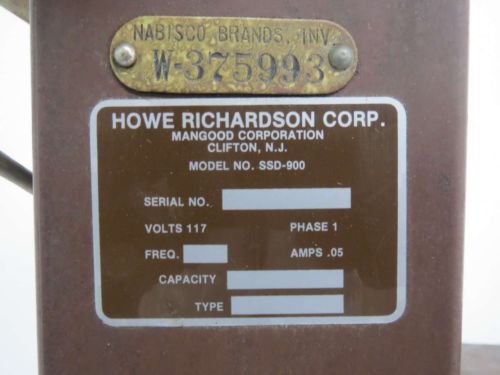 NABISCO BRANDS, INV.
W-375993
HOWE RICHARDSON CORP.
MANGOOD CORPORATION
CLIFTON, N.J.
MODEL NO. SSD-900
SERIAL NO.
VOLTS 117 PHASE 1
FREQ. AMPS .05
CAPACITY
TYPE